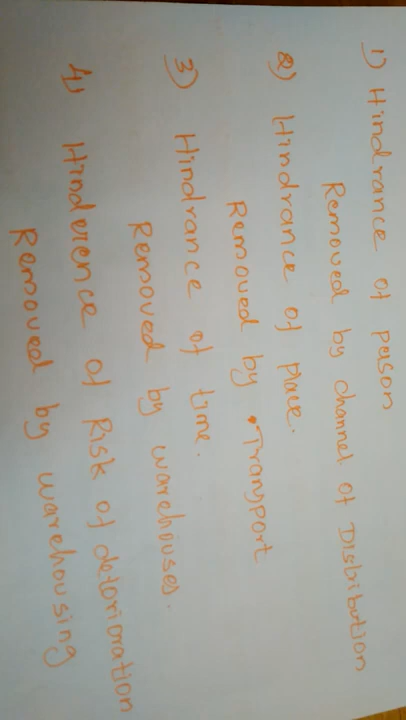 1) Hindrance of person
Removed by channel of Distribution
2) Hindrance of place.
Removed by Transport
3) Hindrance of time.
Removed by warehouses.
4) Hinderence of Risk of detorioration
Removed by warehousing